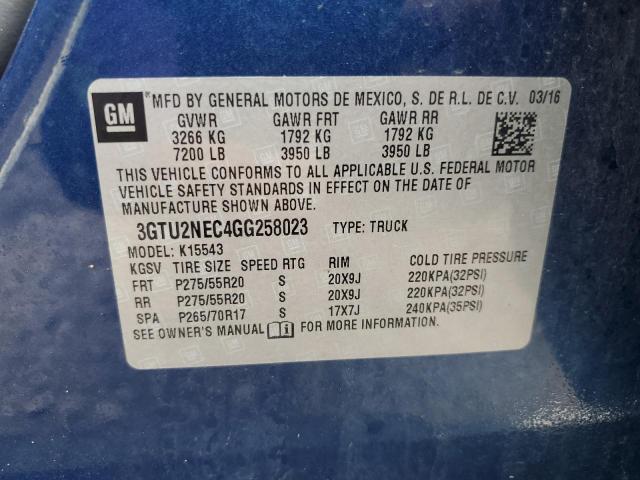 GM
MFD BY GENERAL MOTORS DE MEXICO, S. DE R.L. DE C.V. 03/16
GVWR GAWR FRT GAWR RR
3266 KG 1792 KG 1792 KG
7200 LB 3950 LB 3950 LB
THIS VEHICLE CONFORMS TO ALL APPLICABLE U.S. FEDERAL MOTOR
VEHICLE SAFETY STANDARDS IN EFFECT ON THE DATE OF
MANUFACTURE SHOWN ABOVE.
3GTU2NEC4GG258023 TYPE: TRUCK
MODEL: K15543
KGSV TIRE SIZE SPEED RTG RIM COLD TIRE PRESSURE
FRT P275/55R20 S 20X9J 220KPA(32PSI)
RR P275/55R20 S 20X9J 220KPA(32PSI)
SPA P265/70R17 S 17X7J 240KPA(35PSI)
SEE OWNER'S MANUAL FOR MORE INFORMATION.